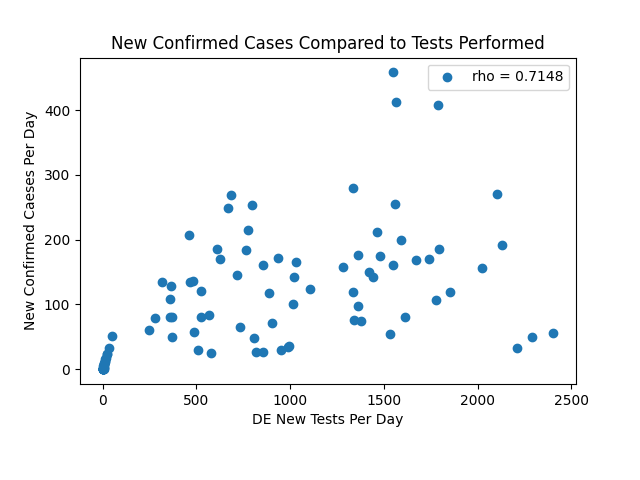 New Confirmed Cases Compared to Tests Performed
rho = 0.7148
New Confirmed Caeses Per Day
400
300
200
100
0
0 500 1000 1500 2000 2500
DE New Tests Per Day